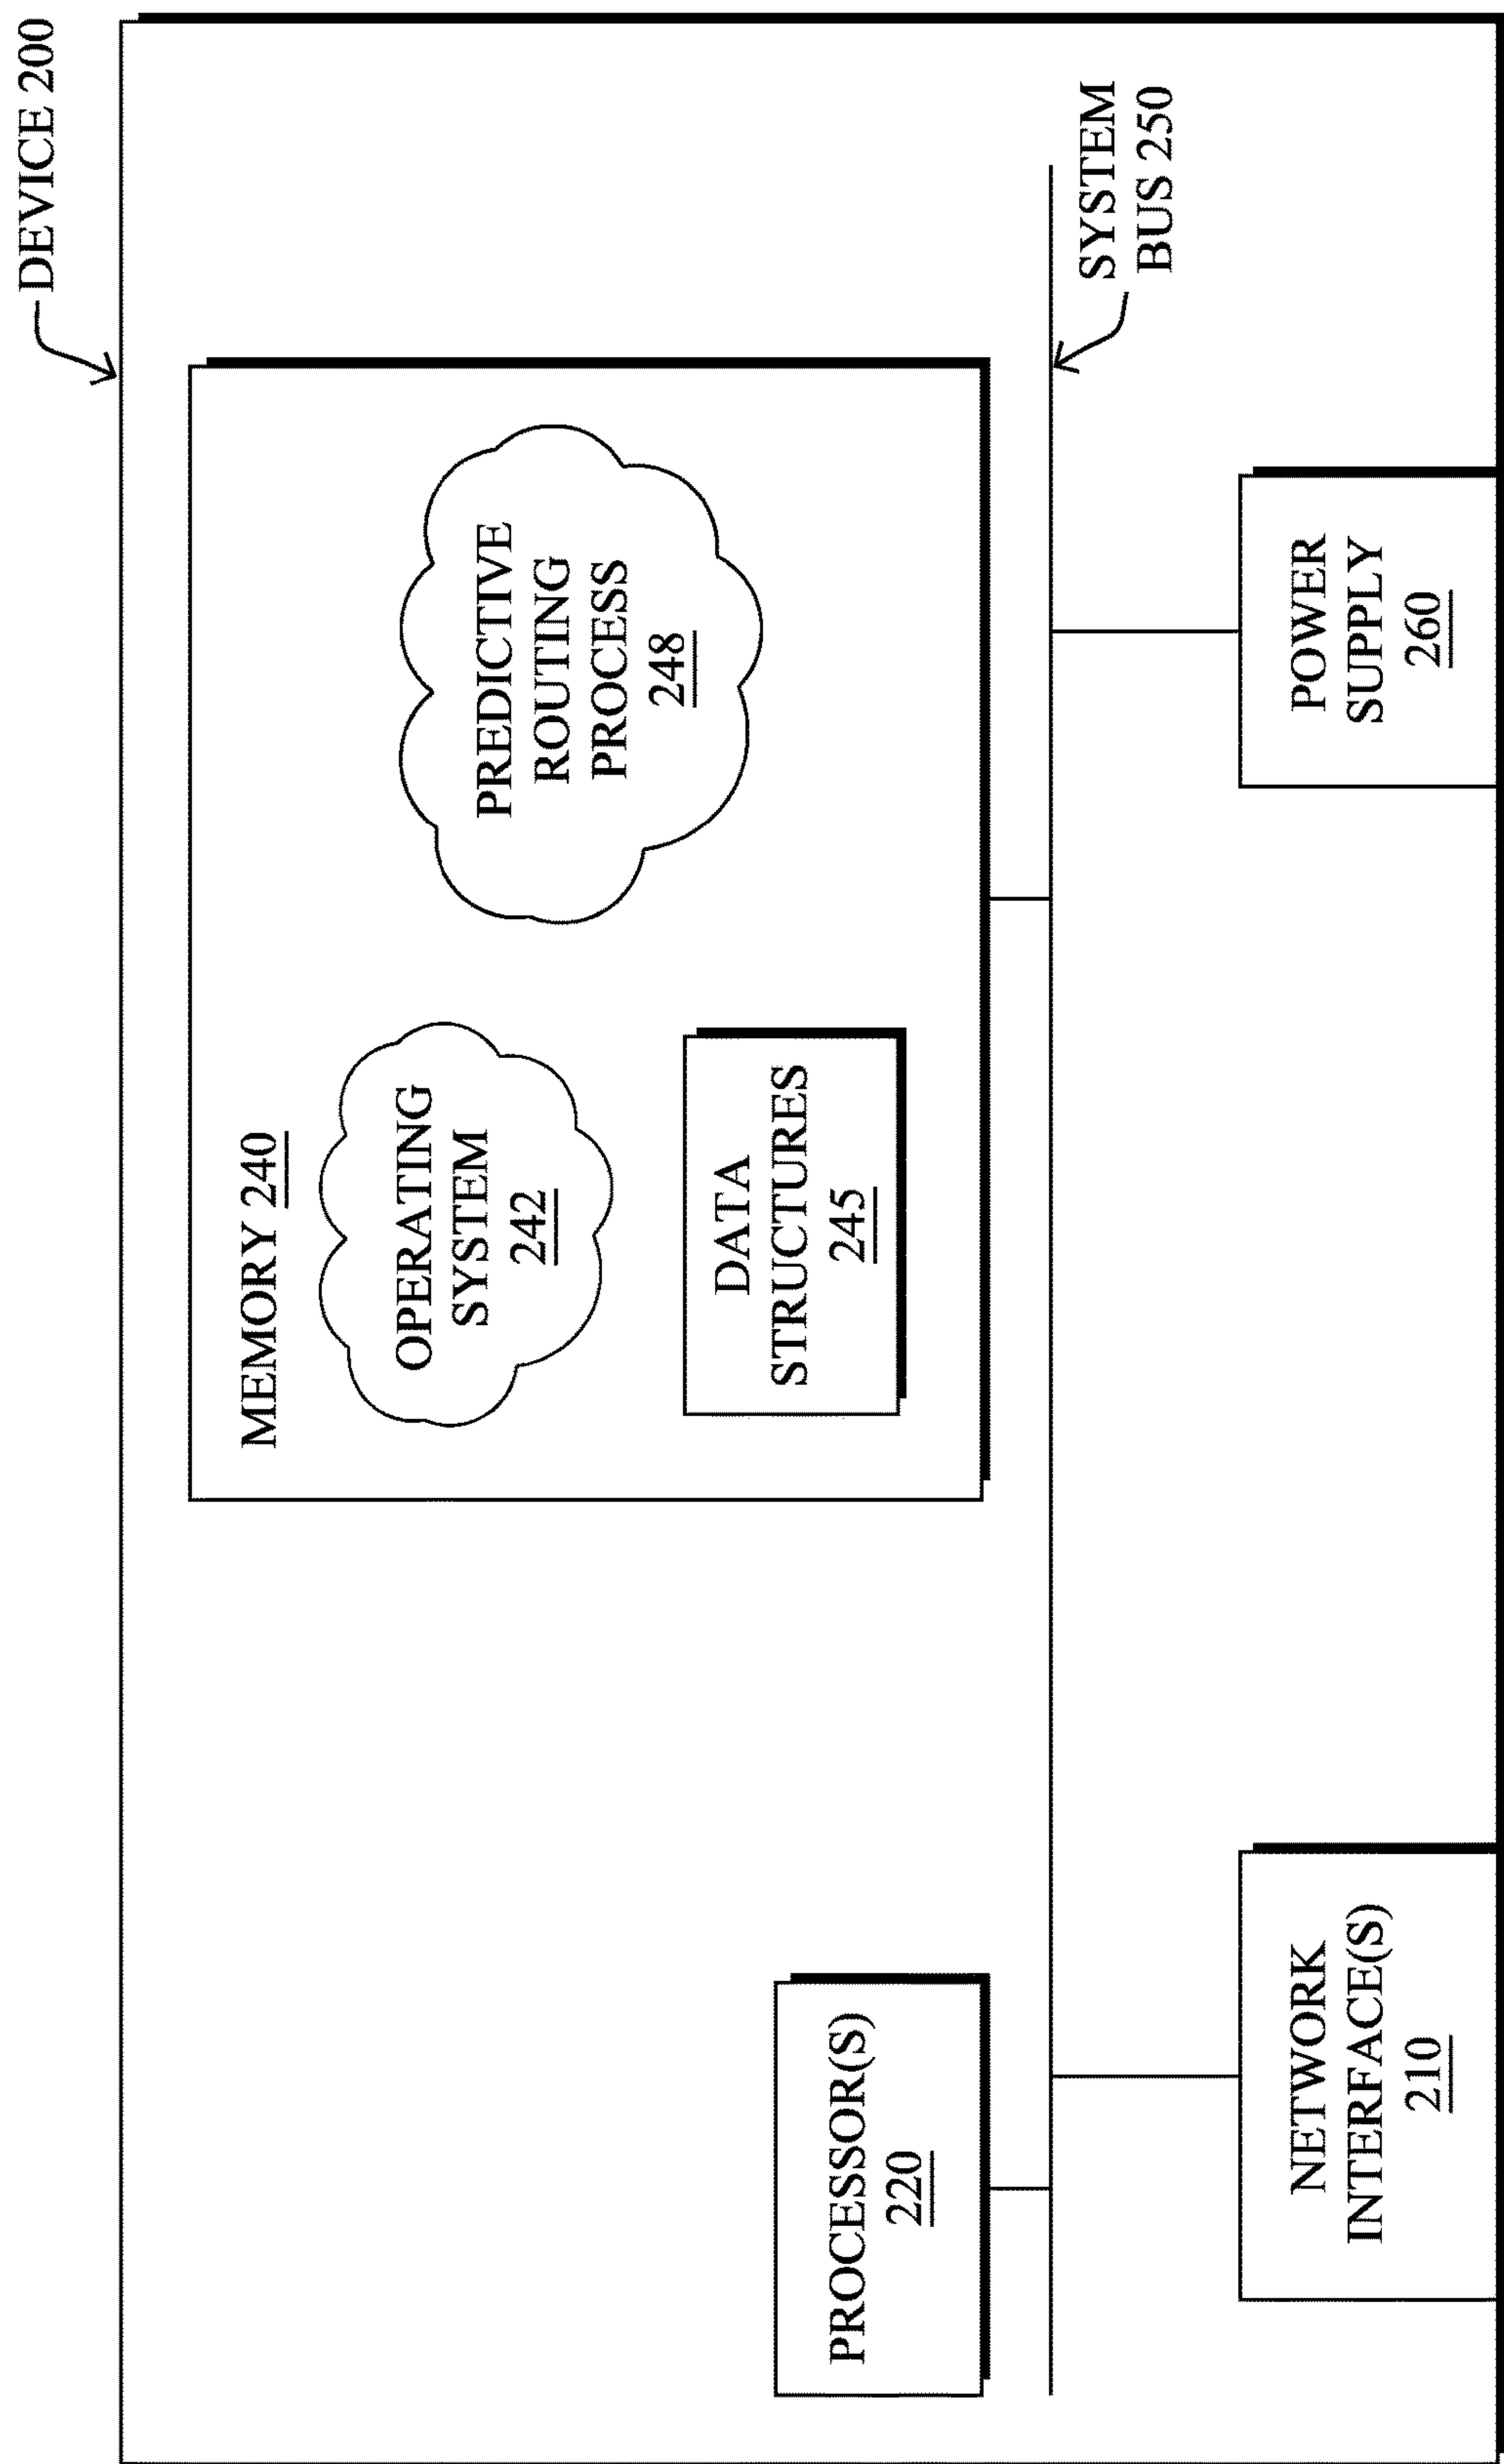 DEVICE 200
MEMORY 240
OPERATING
SYSTEM
242
PREDICTIVE
ROUTING
PROCESS
248
DATA
STRUCTURES
245
PROCESSOR(S)
220
SYSTEM
BUS 250
NETWORK
INTERFACE(S)
210
POWER
SUPPLY
260